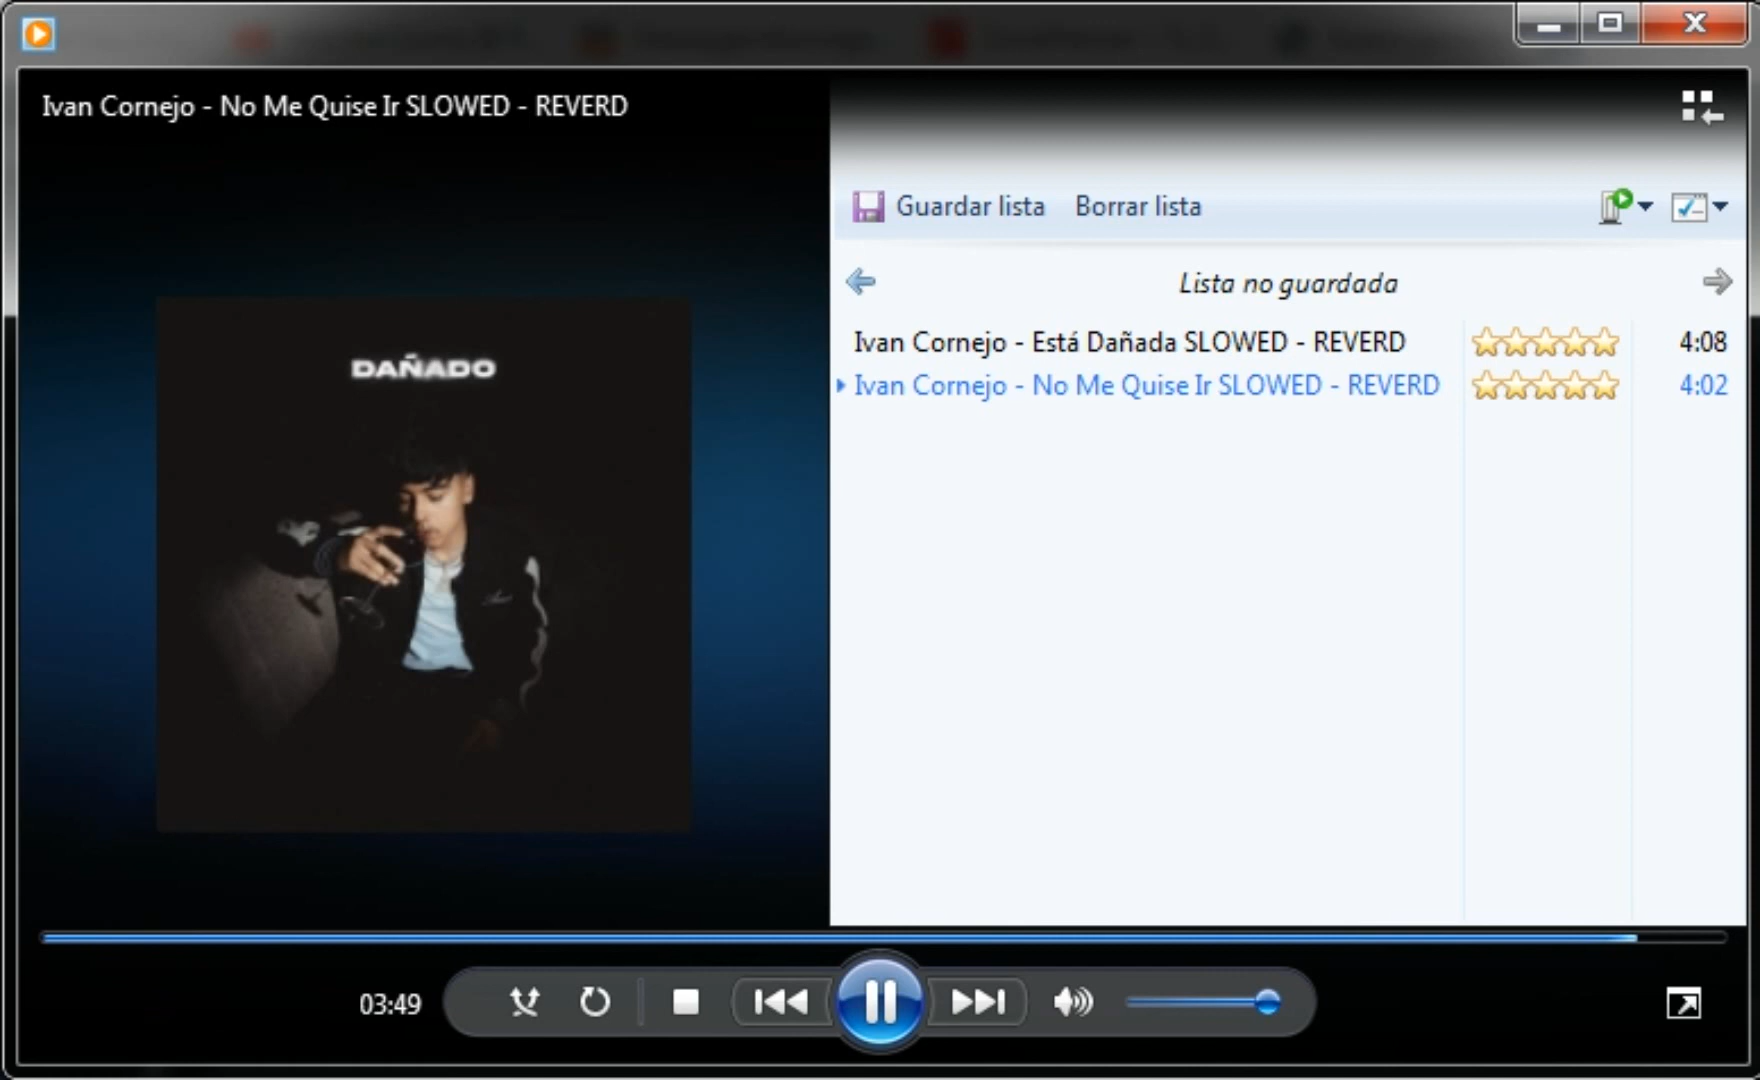 Ivan Cornejo - No Me Quise Ir SLOWED - REVERD
DAÑADO
Guardar lista Borrar lista
Lista no guardada
Ivan Cornejo - Está Dañada SLOWED - REVERD 4:08
Ivan Cornejo - No Me Quise Ir SLOWED - REVERD 4:02
03:49